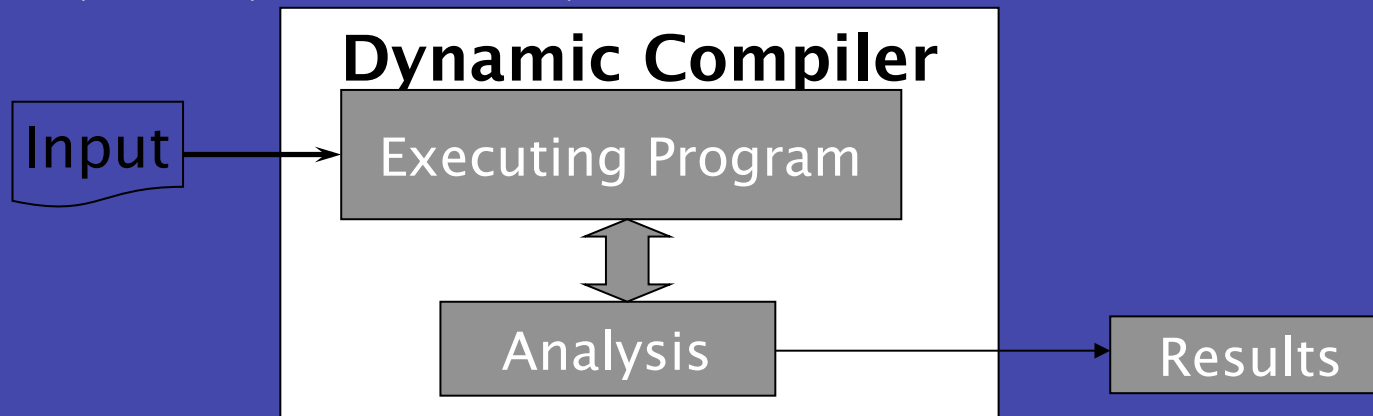 Dynamic Compiler
Input
Executing Program
Analysis
Results